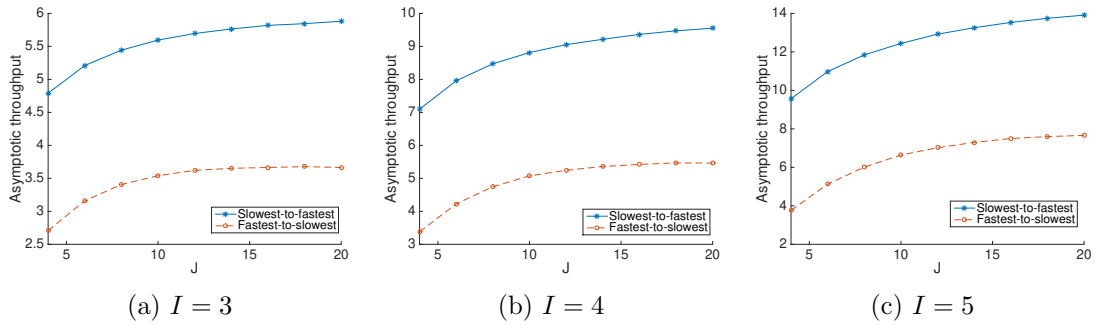 6
5.5
5
4.5
4
3.5
3
2.5
Asymptotic throughput
5
10
15
20
J
Slowest-to-fastest
Fastest-to-slowest
(a) I = 3
10
9
8
7
6
5
4
3
Asymptotic throughput
5
10
15
20
J
Slowest-to-fastest
Fastest-to-slowest
(b) I = 4
14
12
10
8
6
4
2
Asymptotic throughput
5
10
15
20
J
Slowest-to-fastest
Fastest-to-slowest
(c) I = 5